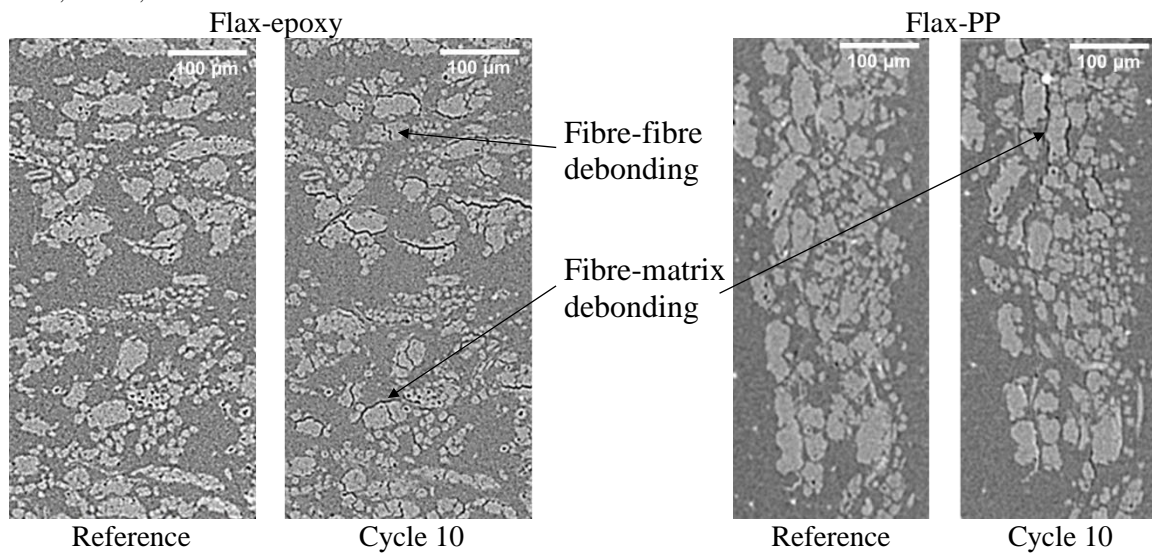 Flax-epoxy
Flax-PP
100 µm
100 µm
100 µm
100 µm
Fibre-fibre
debonding
Fibre-matrix
debonding
Reference
Cycle 10
Reference
Cycle 10